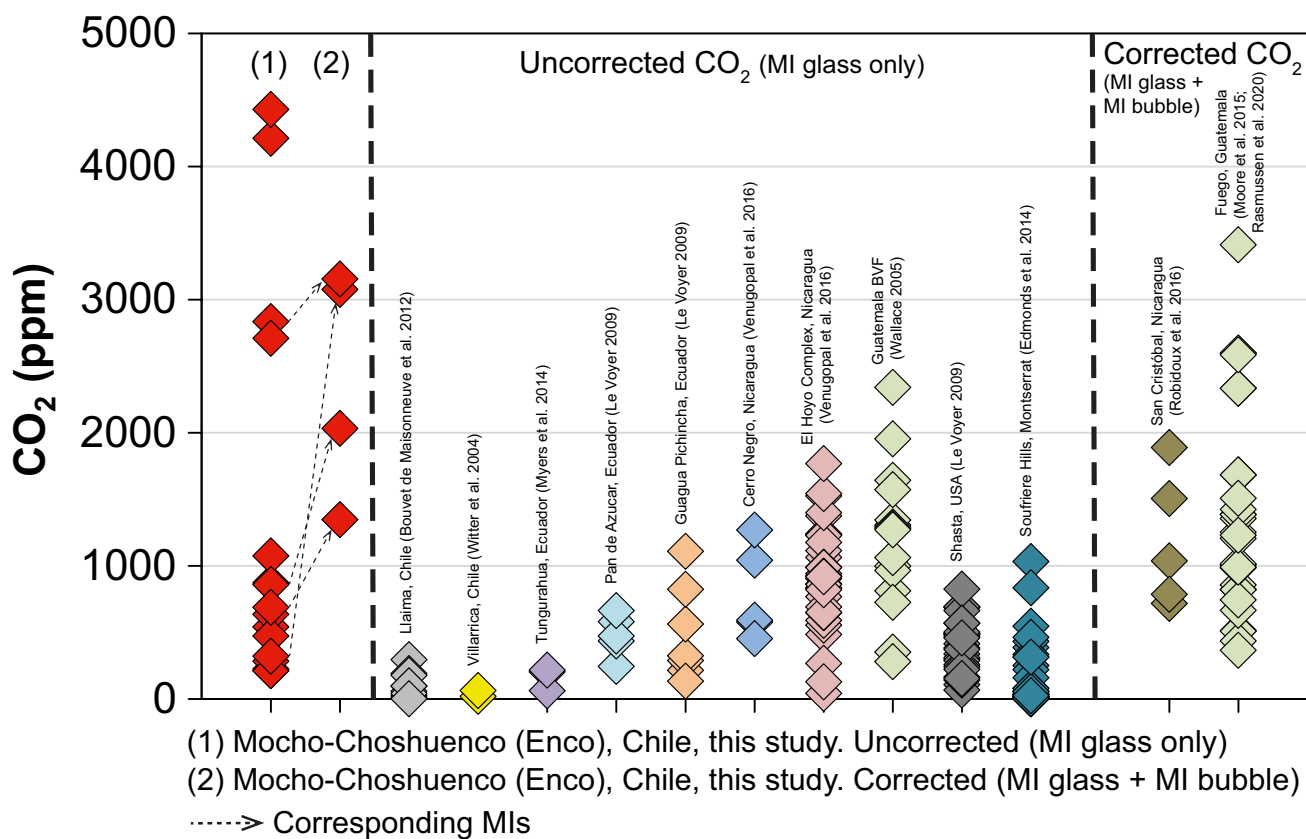 5000
4000
3000
2000
1000
0
CO₂ (ppm)
(1)
(2)
Uncorrected CO₂ (MI glass only)
Corrected CO₂
(MI glass +
MI bubble)
Llaima, Chile (Bouvet de Maisonneuve et al. 2012)
Villarrica, Chile (Witter et al. 2004)
Tungurahua, Ecuador (Myers et al. 2014)
Pan de Azucar, Ecuador (Le Voyer 2009)
Guagua Pichincha, Ecuador (Le Voyer 2009)
Cerro Negro, Nicaragua (Venugopal et al. 2016)
El Hoyo Complex, Nicaragua
(Venugopal et al. 2016)
Guatemala BVF
(Wallace 2005)
Shasta, USA (Le Voyer 2009)
Soufriere Hills, Montserrat (Edmonds et al. 2014)
San Cristóbal, Nicaragua
(Robidoux et al. 2016)
Fuego, Guatemala
(Moore et al. 2015;
Rasmussen et al. 2020)
(1) Mocho-Choshuenco (Enco), Chile, this study. Uncorrected (MI glass only)
(2) Mocho-Choshuenco (Enco), Chile, this study. Corrected (MI glass + MI bubble)
Corresponding MIs